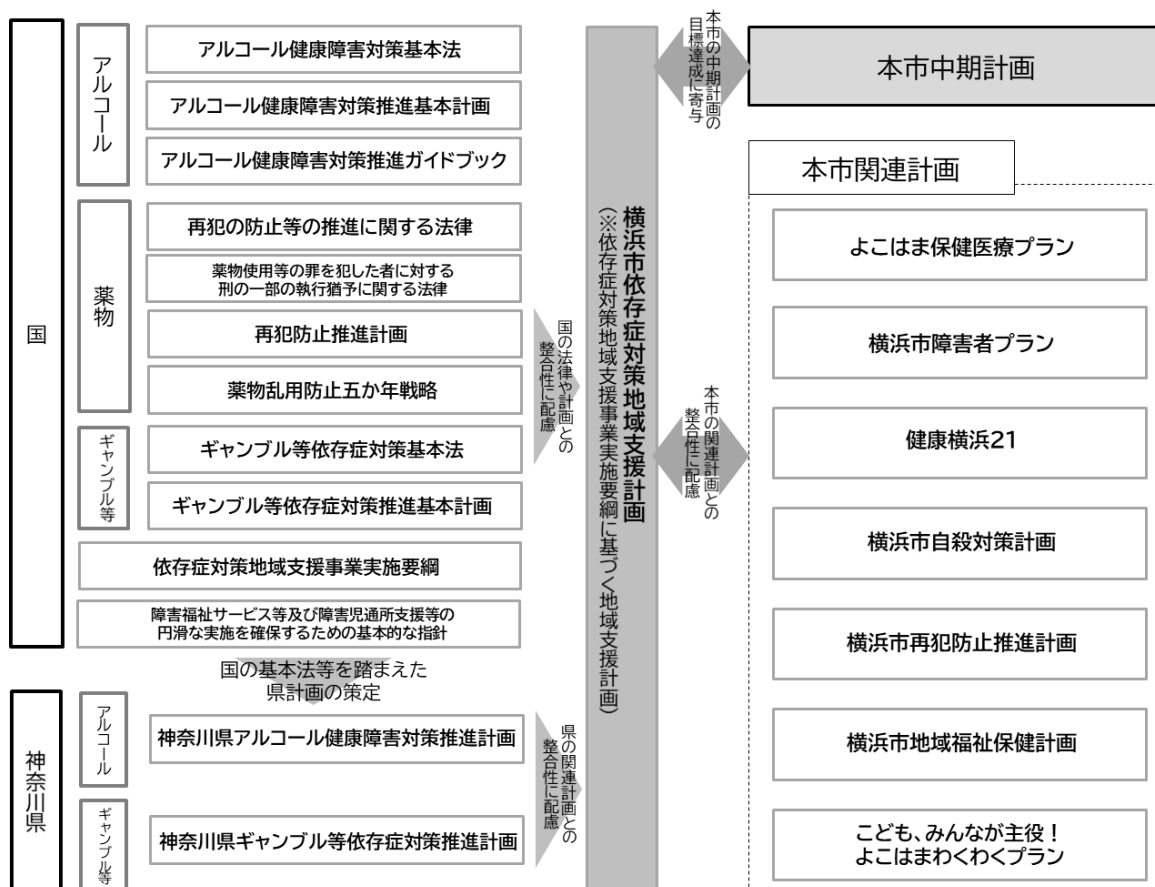 国
アルコール
アルコール健康障害対策基本法
アルコール健康障害対策推進基本計画
アルコール健康障害対策推進ガイドブック
薬物
再犯の防止等の推進に関する法律
薬物使用等の罪を犯した者に対する
刑の一部の執行猶予に関する法律
再犯防止推進計画
薬物乱用防止五か年戦略
ギャンブル等
ギャンブル等依存症対策基本法
ギャンブル等依存症対策推進基本計画
依存症対策地域支援事業実施要綱
障害福祉サービス等及び障害児通所支援等の
円滑な実施を確保するための基本的な指針
国の基本法等を踏まえた
県計画の策定
神奈川県
アルコール
神奈川県アルコール健康障害対策推進計画
ギャンブル等
神奈川県ギャンブル等依存症対策推進計画
国の法律や計画との
整合性に配慮
県の関連計画との
整合性に配慮
横浜市依存症対策地域支援計画
(※依存症対策地域支援事業実施要綱に基づく地域支援計画)
本市の中期計画の
目標達成に寄与
本市の関連計画との
整合性に配慮
本市中期計画
本市関連計画
よこはま保健医療プラン
横浜市障害者プラン
健康横浜21
横浜市自殺対策計画
横浜市再犯防止推進計画
横浜市地域福祉保健計画
こども、みんなが主役！
よこはまわくわくプラン